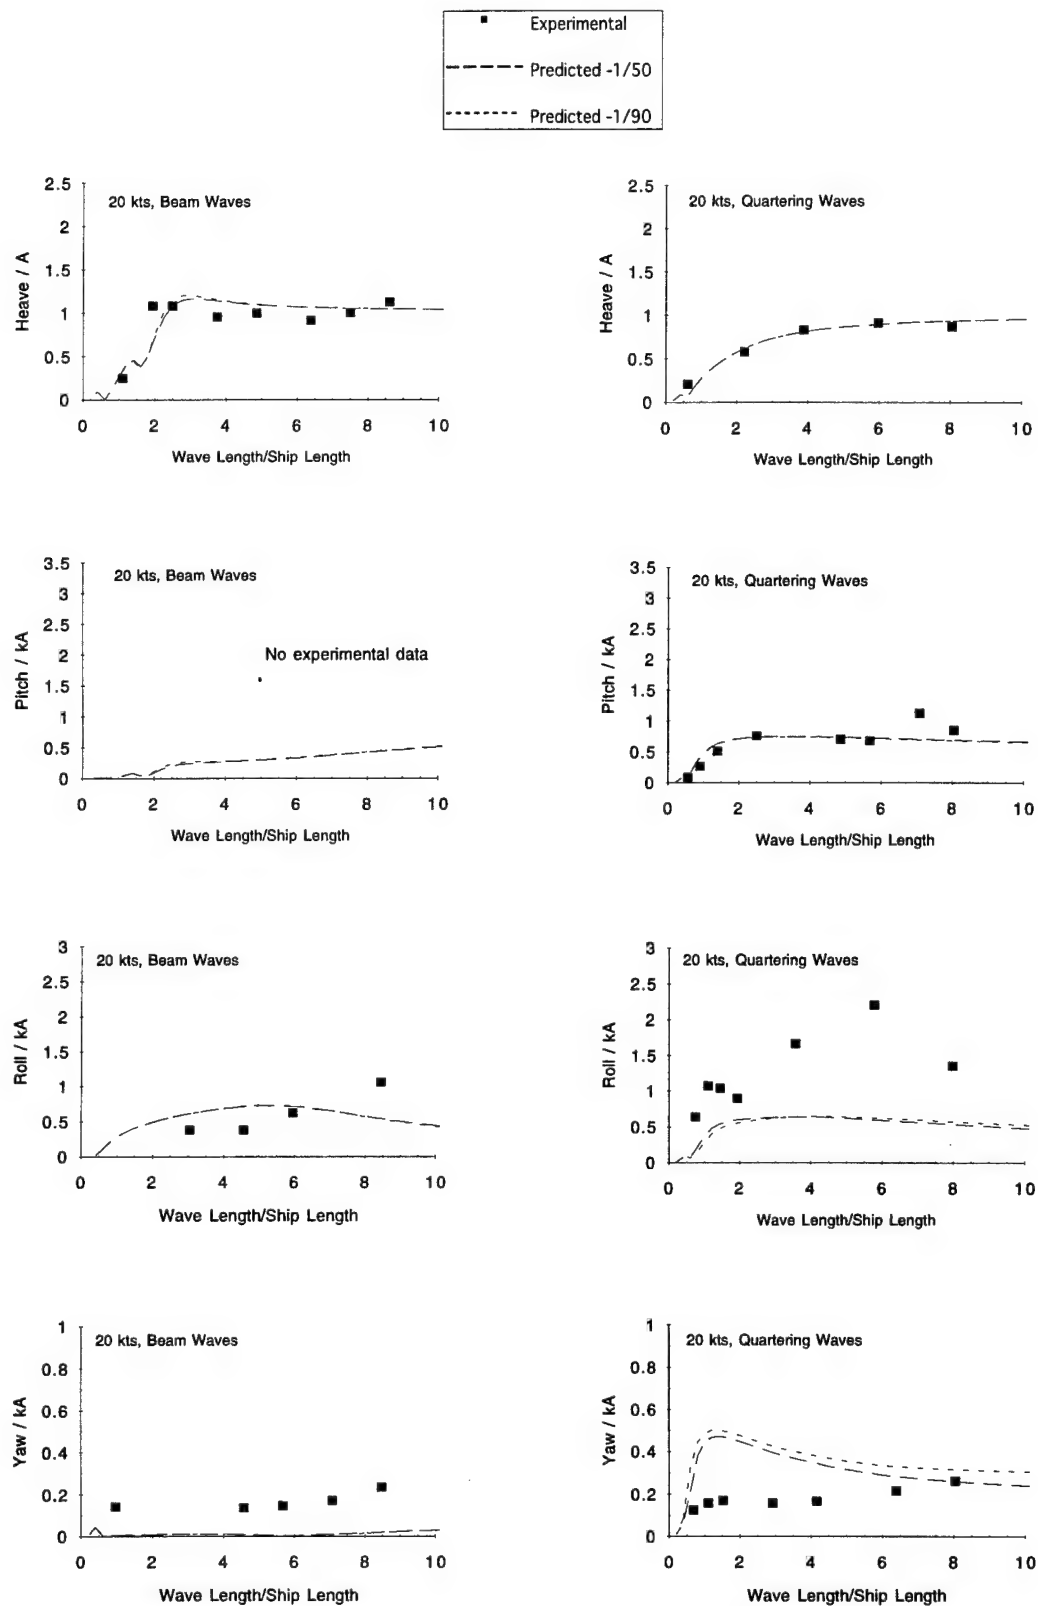 Experimental
Predicted -1/50
Predicted -1/90
20 kts, Beam Waves
Heave / A
2.5
2
1.5
1
0.5
0
0 2 4 6 8 10
Wave Length/Ship Length
20 kts, Quartering Waves
Heave / A
2.5
2
1.5
1
0.5
0
0 2 4 6 8 10
Wave Length/Ship Length
20 kts, Beam Waves
No experimental data
Pitch / kA
3.5
3
2.5
2
1.5
1
0.5
0
0 2 4 6 8 10
Wave Length/Ship Length
20 kts, Quartering Waves
Pitch / kA
3.5
3
2.5
2
1.5
1
0.5
0
0 2 4 6 8 10
Wave Length/Ship Length
20 kts, Beam Waves
Roll / kA
3
2.5
2
1.5
1
0.5
0
0 2 4 6 8 10
Wave Length/Ship Length
20 kts, Quartering Waves
Roll / kA
3
2.5
2
1.5
1
0.5
0
0 2 4 6 8 10
Wave Length/Ship Length
20 kts, Beam Waves
Yaw / kA
1
0.8
0.6
0.4
0.2
0
0 2 4 6 8 10
Wave Length/Ship Length
20 kts, Quartering Waves
Yaw / kA
1
0.8
0.6
0.4
0.2
0
0 2 4 6 8 10
Wave Length/Ship Length